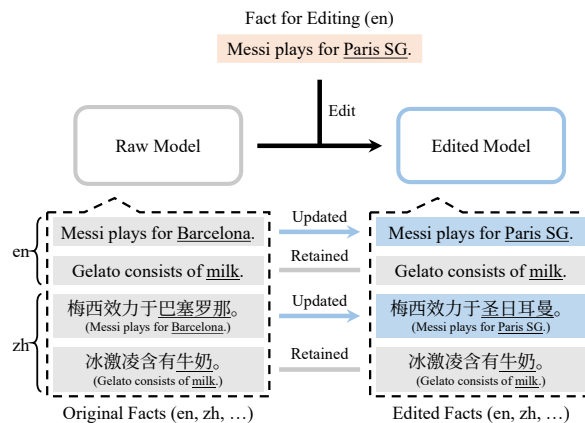 Fact for Editing (en)
Messi plays for Paris SG.
Edit
Raw Model
Edited Model
en
Messi plays for Barcelona.
Updated
Messi plays for Paris SG.
Gelato consists of milk.
Retained
Gelato consists of milk.
zh
梅西效力于巴塞罗那。
(Messi plays for Barcelona.)
Updated
梅西效力于圣日耳曼。
(Messi plays for Paris SG.)
冰激凌含有牛奶。
(Gelato consists of milk.)
Retained
冰激凌含有牛奶。
(Gelato consists of milk.)
Original Facts (en, zh, …)
Edited Facts (en, zh, …)